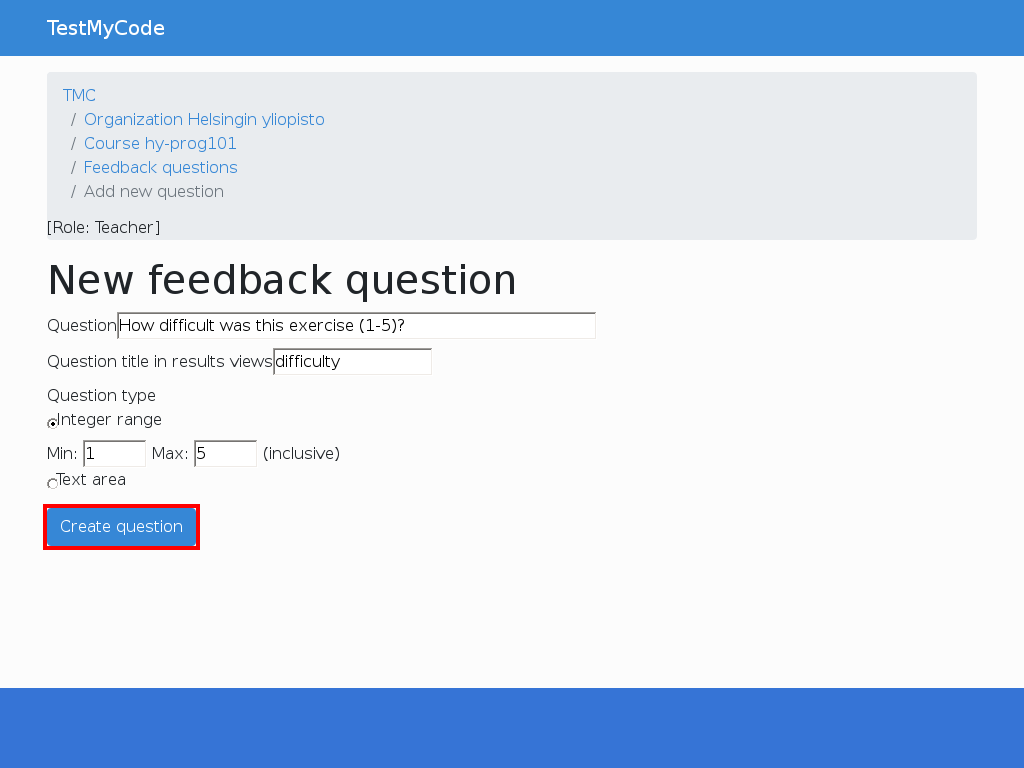 TestMyCode
TMC
/ Organization Helsingin yliopisto
/ Course hy-prog101
/ Feedback questions
/ Add new question
[Role: Teacher]
New feedback question
Question How difficult was this exercise (1-5)?
Question title in results views difficulty
Question type
Integer range
Min: 1 Max: 5 (inclusive)
Text area
Create question